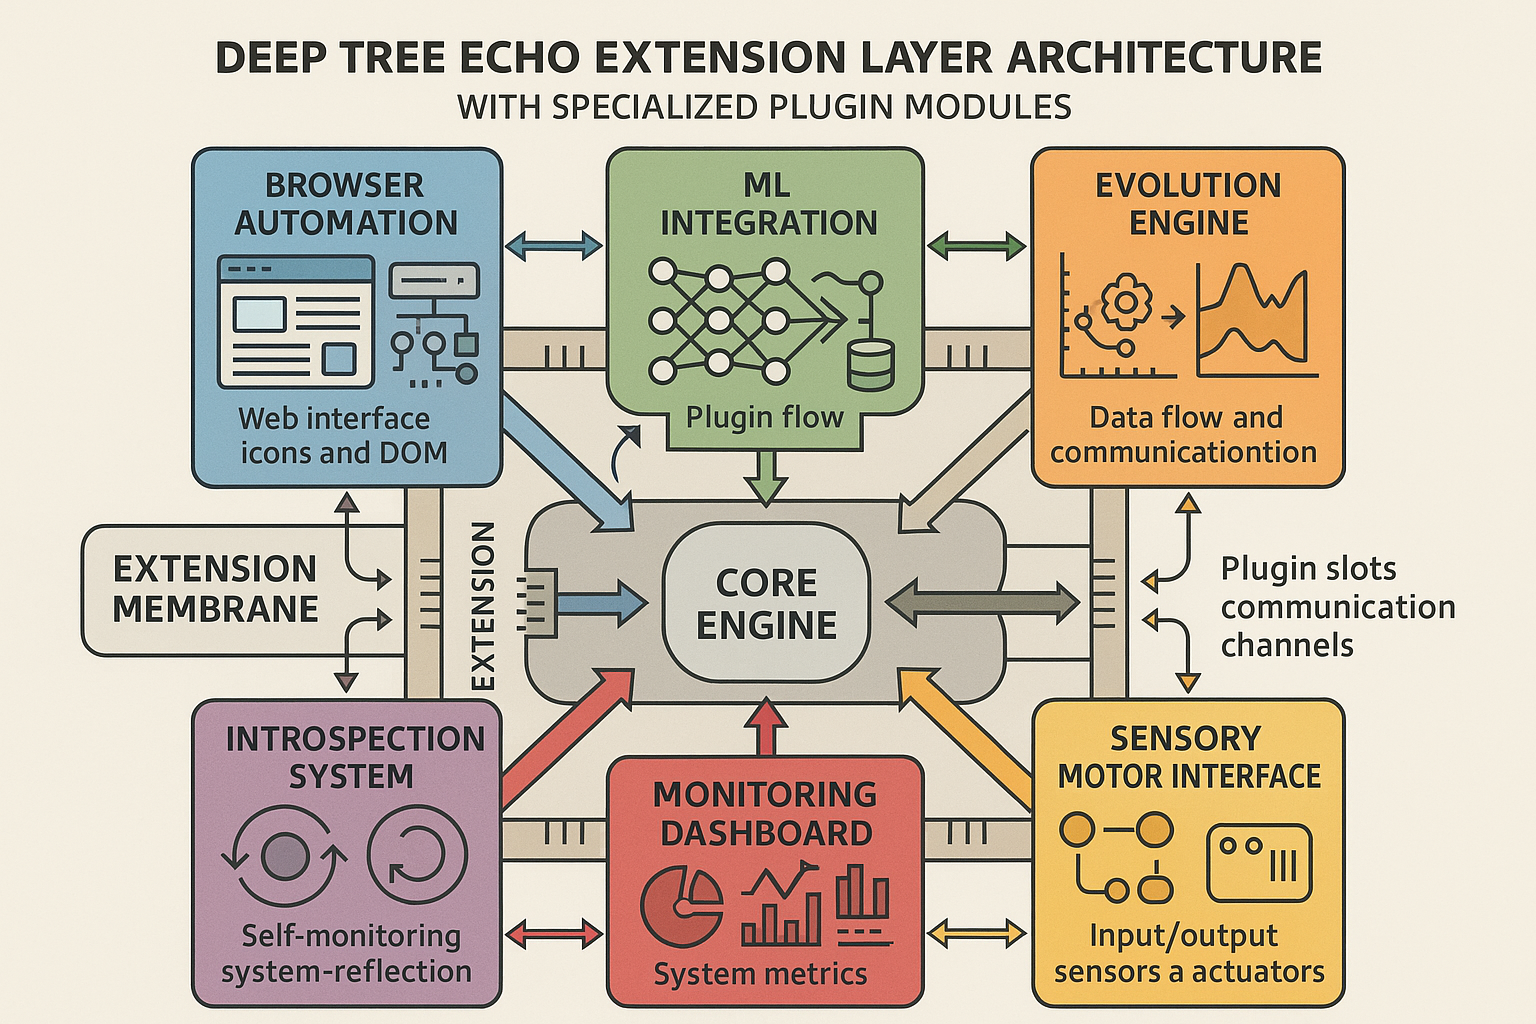 DEEP TREE ECHO EXTENSION LAYER ARCHITECTURE
WITH SPECIALIZED PLUGIN MODULES
BROWSER
AUTOMATION
Web interface
icons and DOM
ML
INTEGRATION
Plugin flow
EVOLUTION
ENGINE
Data flow and
communicationtion
EXTENSION
MEMBRANE
EXTENSION
CORE
ENGINE
Plugin slots
communication
channels
INTROSPECTION
SYSTEM
Self-monitoring
system-reflection
MONITORING
DASHBOARD
System metrics
SENSORY
MOTOR INTERFACE
Input/output
sensors a actuators